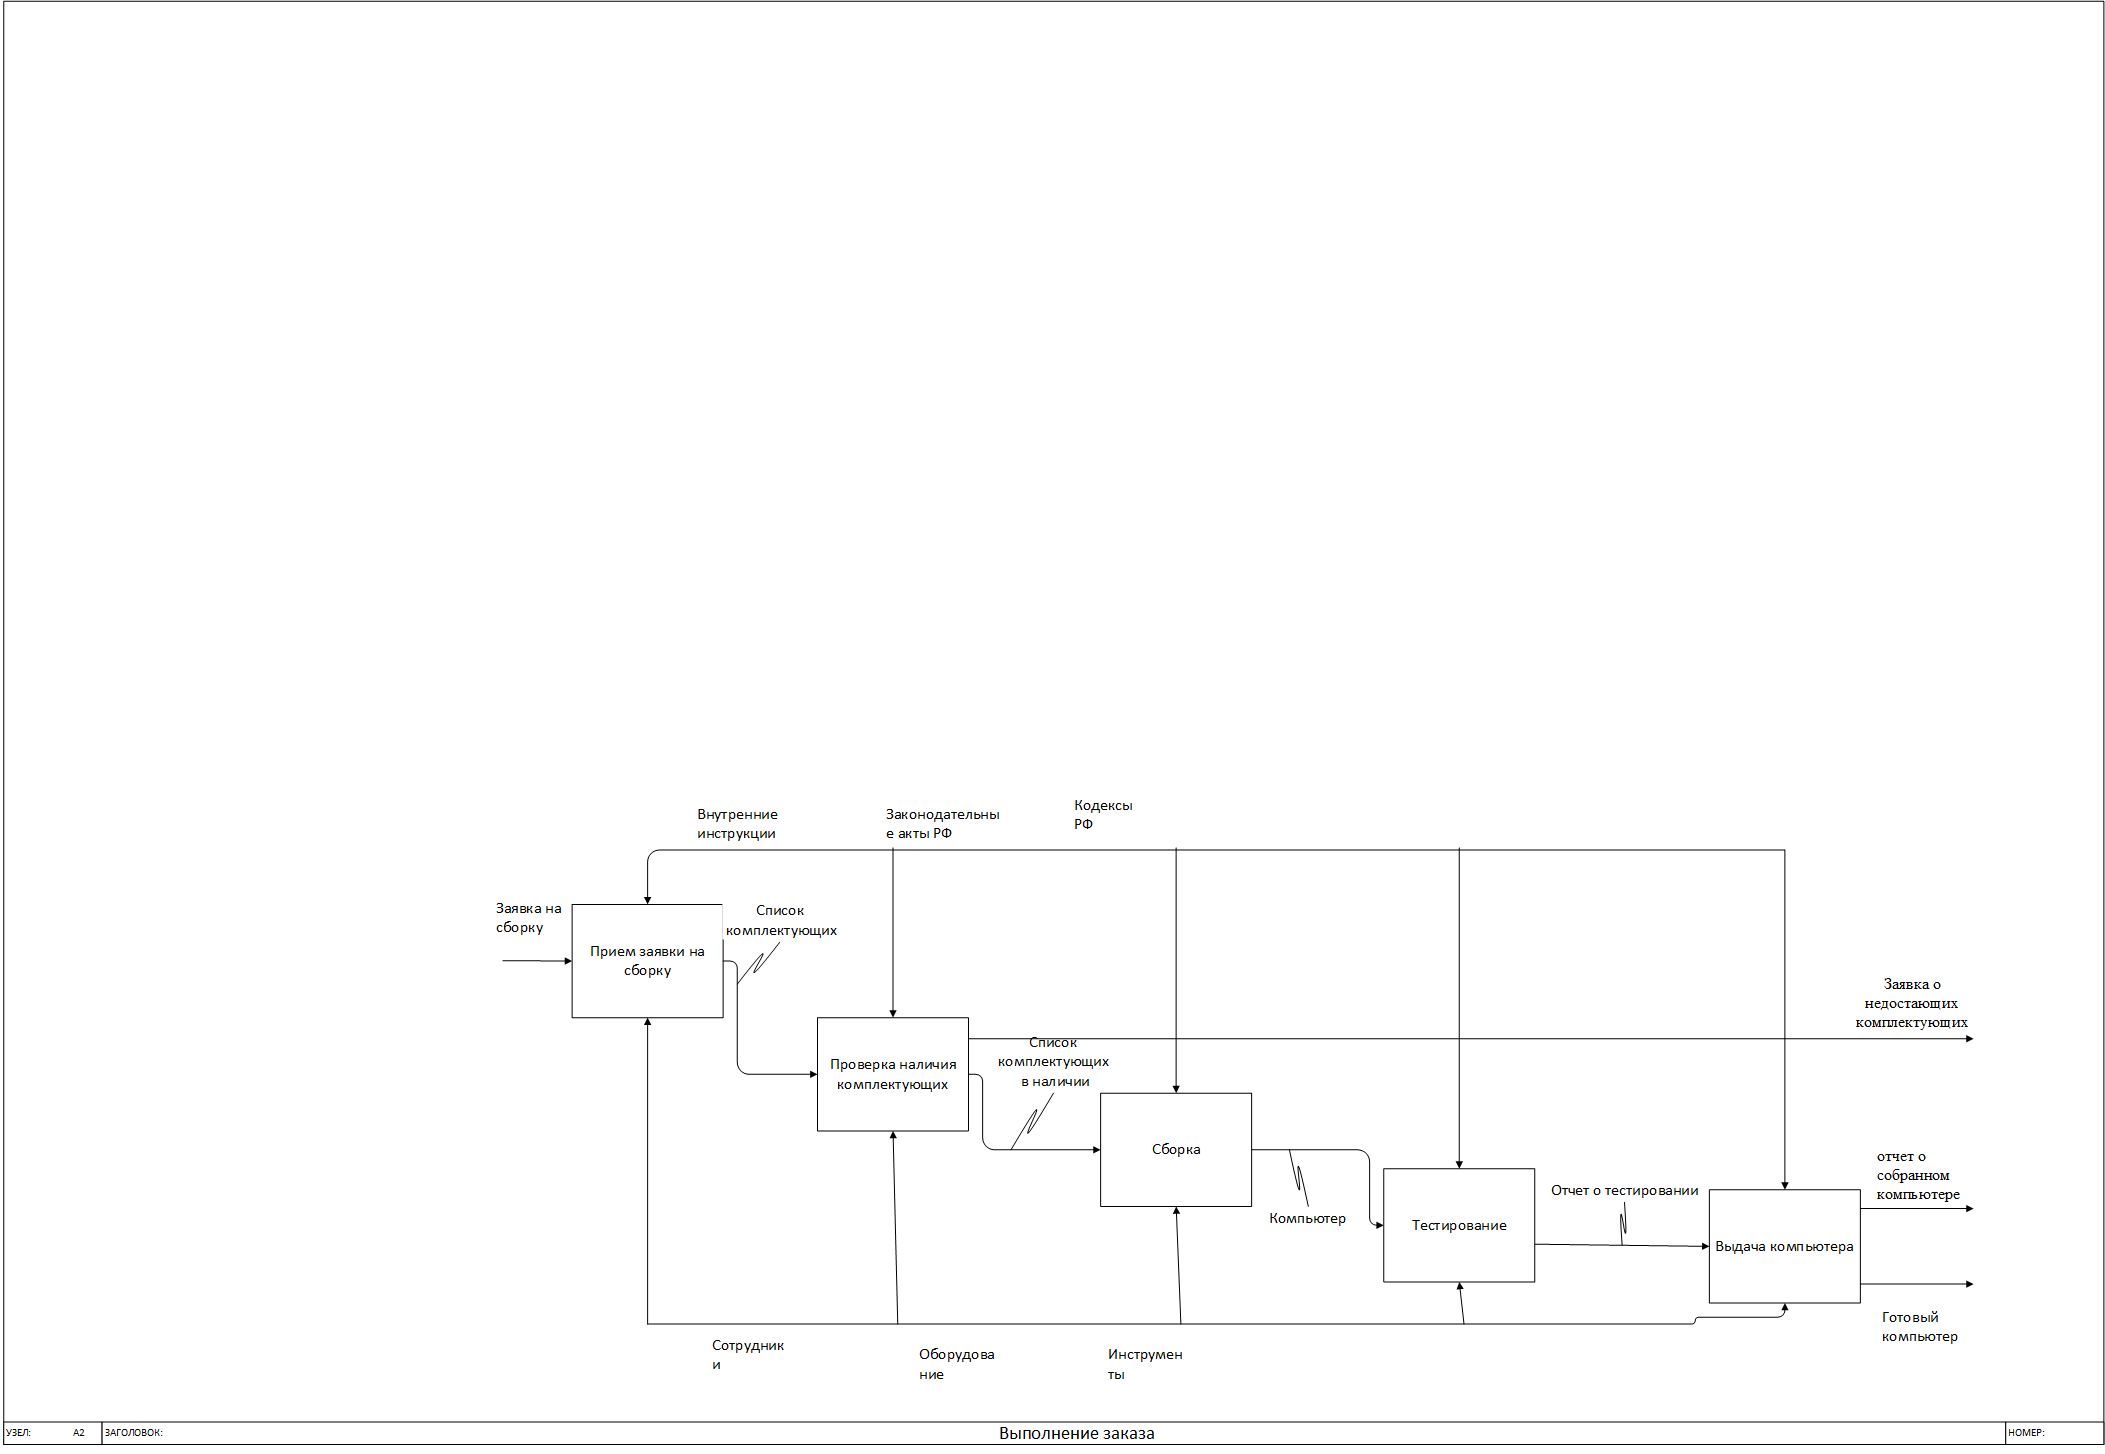 Внутренние
инструкции
Законодательны
е акты РФ
Кодексы
РФ
Заявка на
сборку
Прием заявки на
сборку
Список
комплектующих
Проверка наличия
комплектующих
Список
комплектующих
в наличии
Заявка о
недостающих
комплектующих
Сборка
Компьютер
Тестирование
Отчет о тестировании
Выдача компьютера
отчет о
собранном
компьютере
Готовый
компьютер
Сотрудник
и
Оборудова
ние
Инструмен
ты
УЗЕЛ: A2 ЗАГОЛОВОК: Выполнение заказа НОМЕР: